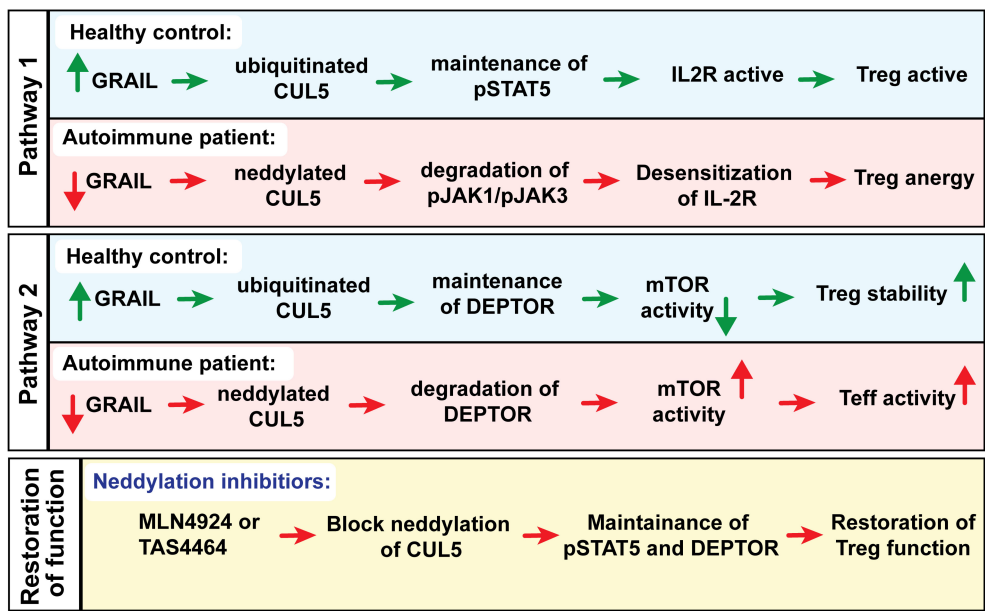 Pathway 1
Healthy control:
GRAIL
ubiquitinated
CUL5
maintenance of
pSTAT5
IL2R active
Treg active
Autoimmune patient:
GRAIL
neddylated
CUL5
degradation of
pJAK1/pJAK3
Desensitization
of IL-2R
Treg anergy
Pathway 2
Healthy control:
GRAIL
ubiquitinated
CUL5
maintenance
of DEPTOR
mTOR
activity
Treg stability
Autoimmune patient:
GRAIL
neddylated
CUL5
degradation of
DEPTOR
mTOR
activity
Teff activity
Restoration
of function
Neddylation inhibitiors:
MLN4924 or
TAS4464
Block neddylation
of CUL5
Maintainance of
pSTAT5 and DEPTOR
Restoration of
Treg function